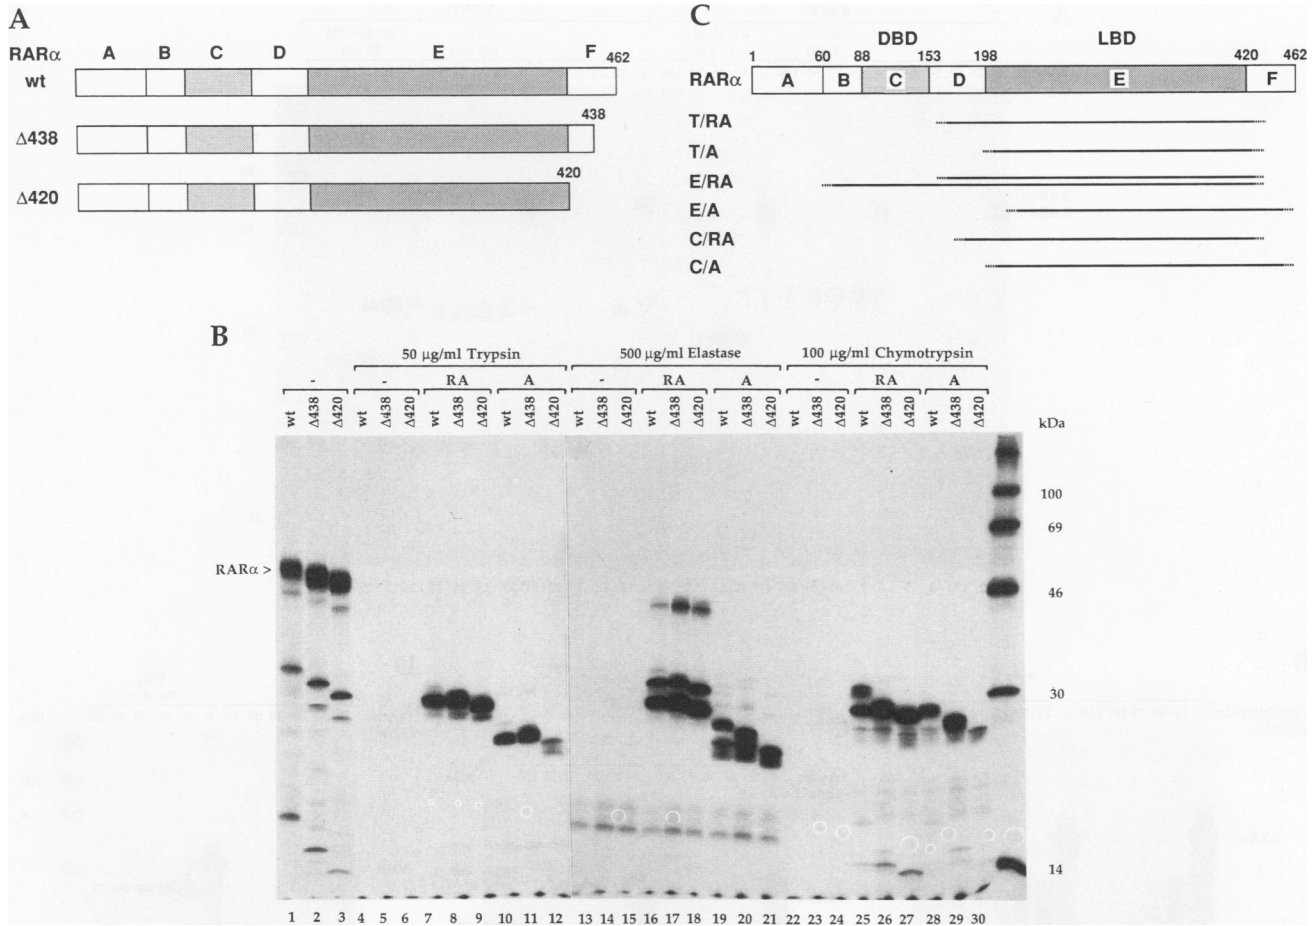 A
RARα A B C D E F 462
wt
438
Δ438
420
Δ420
C
DBD LBD
1 60 88 153 198 420 462
RARα A B C D E F
T/RA
T/A
E/RA
E/A
C/RA
C/A
B
50 μg/ml Trypsin 500 μg/ml Elastase 100 μg/ml Chymotrypsin
- - RA A - RA A - RA A
wt Δ438 Δ420 wt Δ438 Δ420 wt Δ438 Δ420 wt Δ438 Δ420 wt Δ438 Δ420 wt Δ438 Δ420 wt Δ438 Δ420 wt Δ438 Δ420 wt Δ438 Δ420 wt Δ438 Δ420
kDa
100
69
RARα >
46
30
14
1 2 3 4 5 6 7 8 9 10 11 12 13 14 15 16 17 18 19 20 21 22 23 24 25 26 27 28 29 30